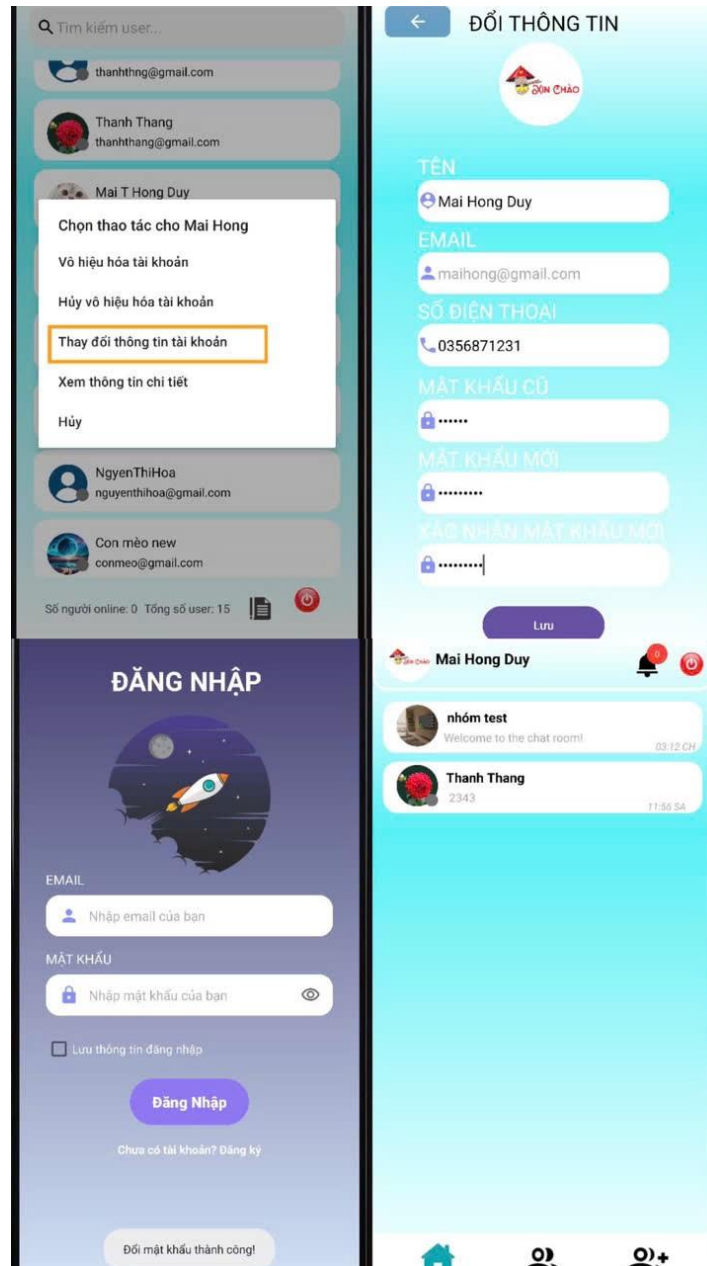 Tìm kiếm user...
thanhthng@gmail.com
Thanh Thang
thanhthang@gmail.com
Mai T Hong Duy
Chọn thao tác cho Mai Hong
Vô hiệu hóa tài khoản
Hủy vô hiệu hóa tài khoản
Thay đổi thông tin tài khoản
Xem thông tin chi tiết
Hủy
NgyenThiHoa
nguyenthihoa@gmail.com
Con mèo new
conmeo@gmail.com
Số người online: 0 Tổng số user: 15
ĐỔI THÔNG TIN
XIN CHÀO
TÊN
Mai Hong Duy
EMAIL
maihong@gmail.com
SỐ ĐIỆN THOẠI
0356871231
MẬT KHẨU CŨ
••••••
MẬT KHẨU MỚI
•••••••••
XÁC NHẬN MẬT KHẨU MỚI
•••••••••
Lưu
ĐĂNG NHẬP
EMAIL
Nhập email của bạn
MẬT KHẨU
Nhập mật khẩu của bạn
Lưu thông tin đăng nhập
Đăng Nhập
Chưa có tài khoản? Đăng ký
Đổi mật khẩu thành công!
XIN CHÀO
Mai Hong Duy
0
nhóm test
Welcome to the chat room!
03:12 CH
Thanh Thang
2343
11:56 SA